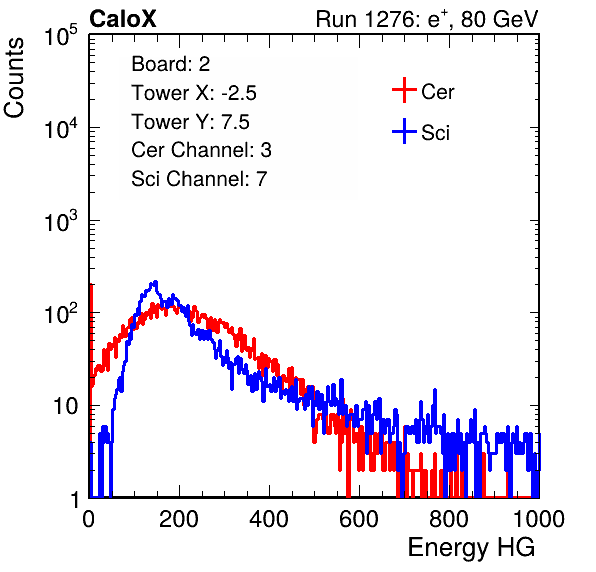 CaloX Run 1276: e⁺, 80 GeV
Counts
Board: 2
Tower X: -2.5
Tower Y: 7.5
Cer Channel: 3
Sci Channel: 7
Cer
Sci
10⁵
10⁴
10³
10²
10
1
0 200 400 600 800 1000
Energy HG